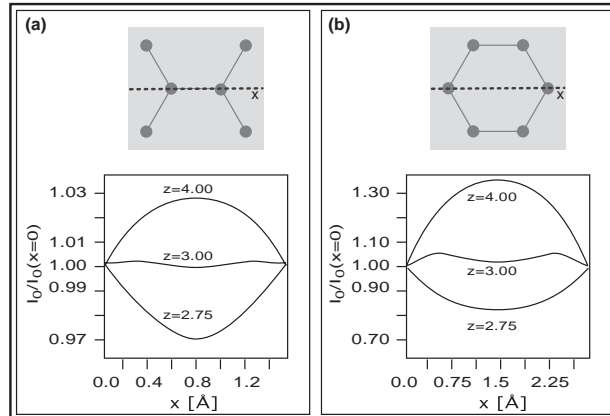 (a)
x
I₀/I₀(x=0)
1.03
1.01
1.00
0.99
0.97
z=4.00
z=3.00
z=2.75
0.0 0.4 0.8 1.2
x [Å]
(b)
x
I₀/I₀(x=0)
1.30
1.10
1.00
0.90
0.70
z=4.00
z=3.00
z=2.75
0.0 0.75 1.5 2.25
x [Å]